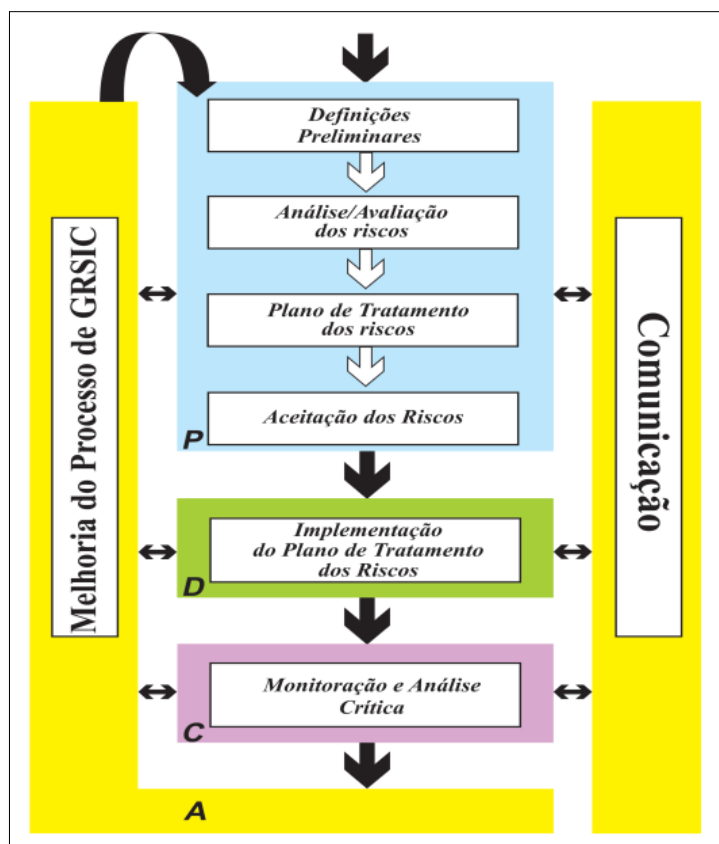 Definições
Preliminares
Análise/Avaliação
dos riscos
Plano de Tratamento
dos riscos
Aceitação dos Riscos
P
Implementação
do Plano de Tratamento
dos Riscos
D
Monitoração e Análise
Crítica
C
A
Melhoria do Processo de GRSIC
Comunicação